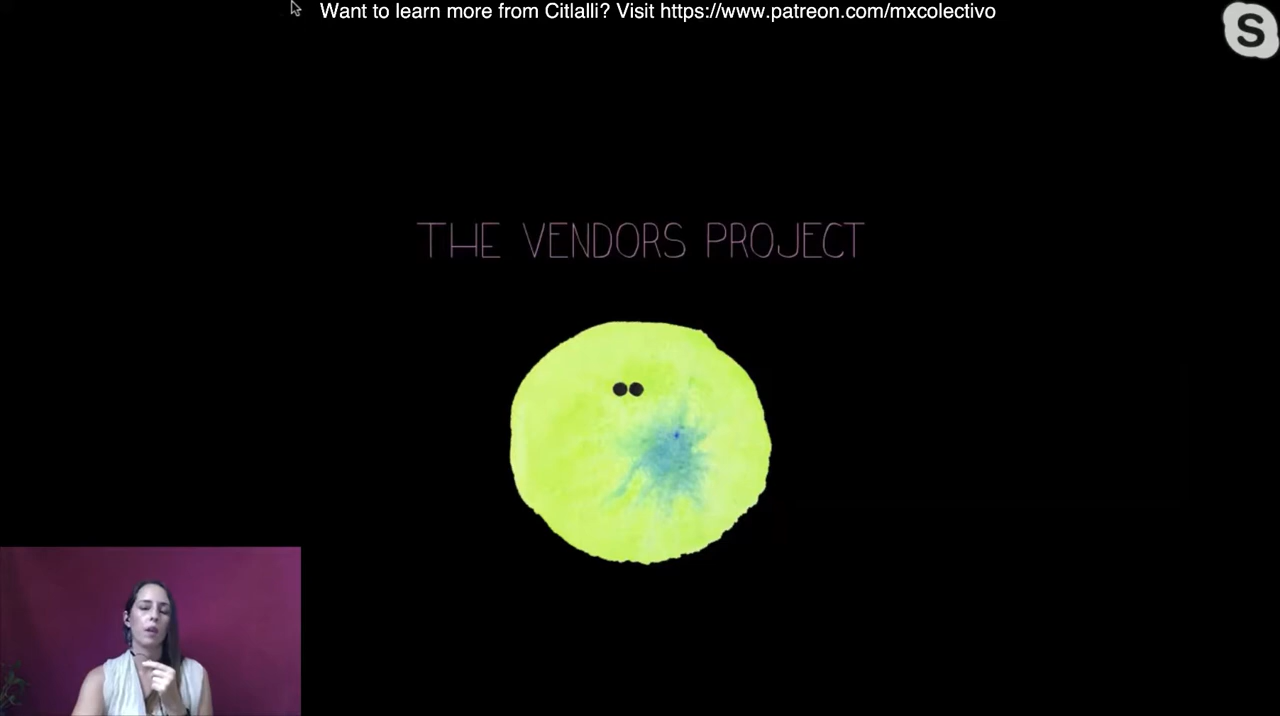 Want to learn more from Citlalli? Visit https://www.patreon.com/mxcolectivo
S
THE VENDORS PROJECT